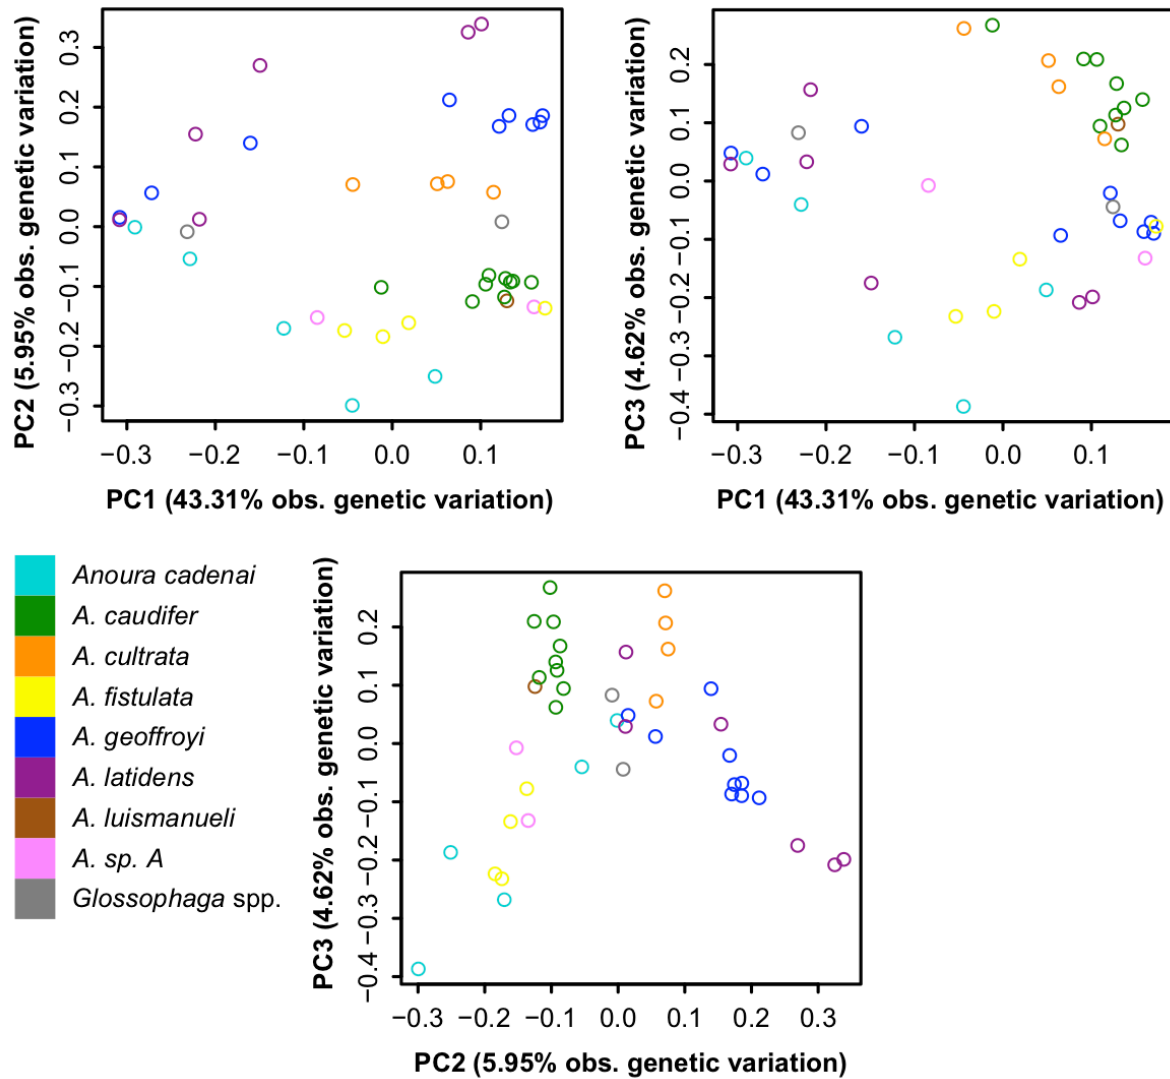 PC2 (5.95% obs. genetic variation)
−0.3 −0.2 −0.1 0.0 0.1 0.2 0.3
−0.3 −0.2 −0.1 0.0 0.1
PC1 (43.31% obs. genetic variation)
PC3 (4.62% obs. genetic variation)
−0.4 −0.3 −0.2 −0.1 0.0 0.1 0.2
−0.3 −0.2 −0.1 0.0 0.1
PC1 (43.31% obs. genetic variation)
Anoura cadenai
A. caudifer
A. cultrata
A. fistulata
A. geoffroyi
A. latidens
A. luismanueli
A. sp. A
Glossophaga spp.
PC3 (4.62% obs. genetic variation)
−0.4 −0.3 −0.2 −0.1 0.0 0.1 0.2
−0.3 −0.2 −0.1 0.0 0.1 0.2 0.3
PC2 (5.95% obs. genetic variation)